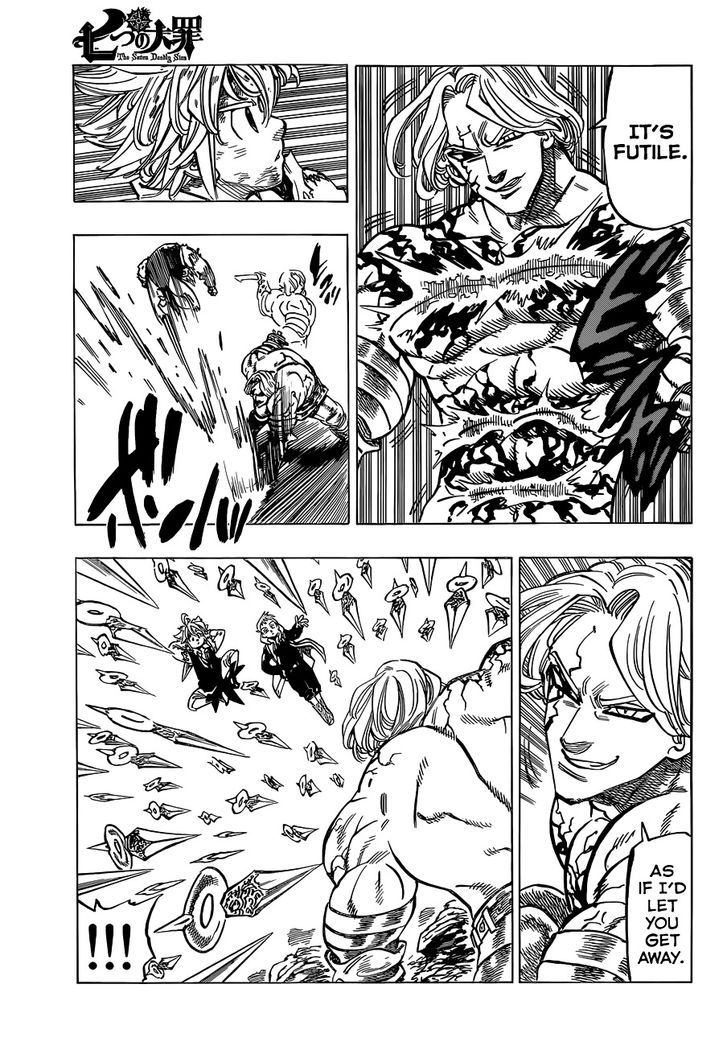 七つの大罪
The Seven Deadly Sins
IT'S
FUTILE.
AS
IF I'D
LET
YOU
GET
AWAY.
!!!